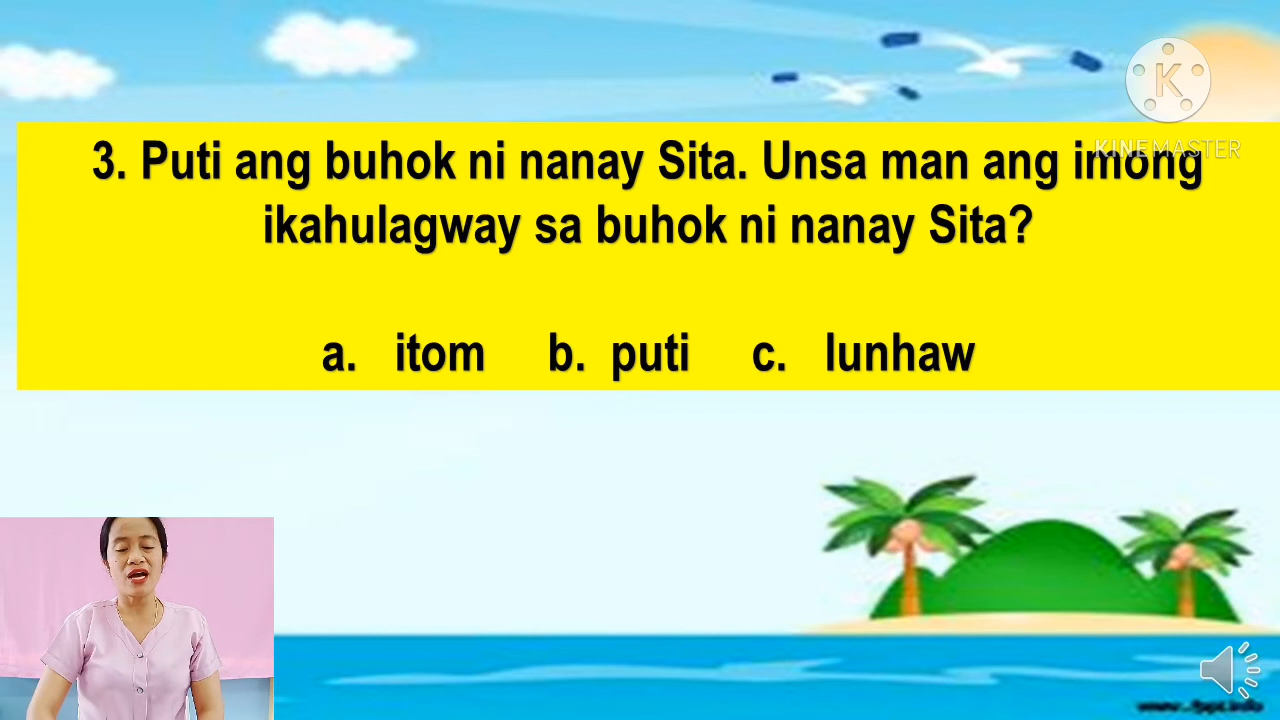 3. Puti ang buhok ni nanay Sita. Unsa man ang imong
ikahulagway sa buhok ni nanay Sita?
a. itom b. puti c. lunhaw
K
KINEMASTER